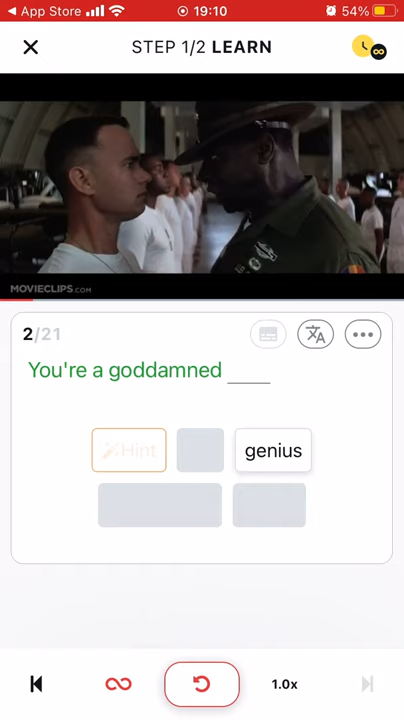 App Store 19:10 54%
STEP 1/2 LEARN
MOVIECLIPS.COM
2/21
You're a goddamned ____
Hint genius
1.0x